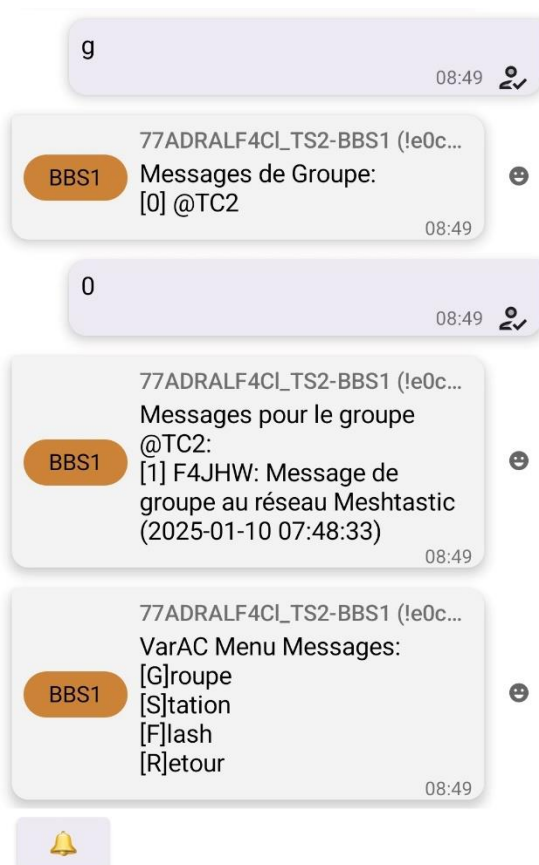 g
08:49
77ADRALF4CI_TS2-BBS1 (!e0c...
BBS1
Messages de Groupe:
[0] @TC2
08:49
0
08:49
77ADRALF4CI_TS2-BBS1 (!e0c...
Messages pour le groupe
@TC2:
BBS1
[1] F4JHW: Message de
groupe au réseau Meshtastic
(2025-01-10 07:48:33)
08:49
77ADRALF4CI_TS2-BBS1 (!e0c...
VarAC Menu Messages:
[G]roupe
BBS1
[S]tation
[F]lash
[R]etour
08:49